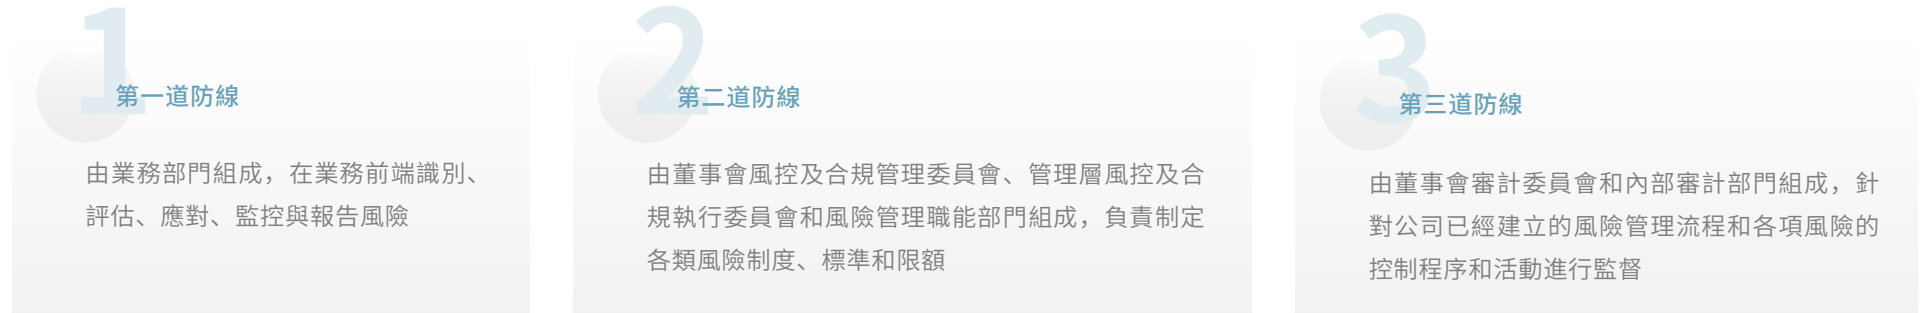 1
第一道防線
由業務部門組成，在業務前端識別、
評估、應對、監控與報告風險
2
第二道防線
由董事會風控及合規管理委員會、管理層風控及合
規執行委員會和風險管理職能部門組成，負責制定
各類風險制度、標準和限額
3
第三道防線
由董事會審計委員會和內部審計部門組成，針
對公司已經建立的風險管理流程和各項風險的
控制程序和活動進行監督